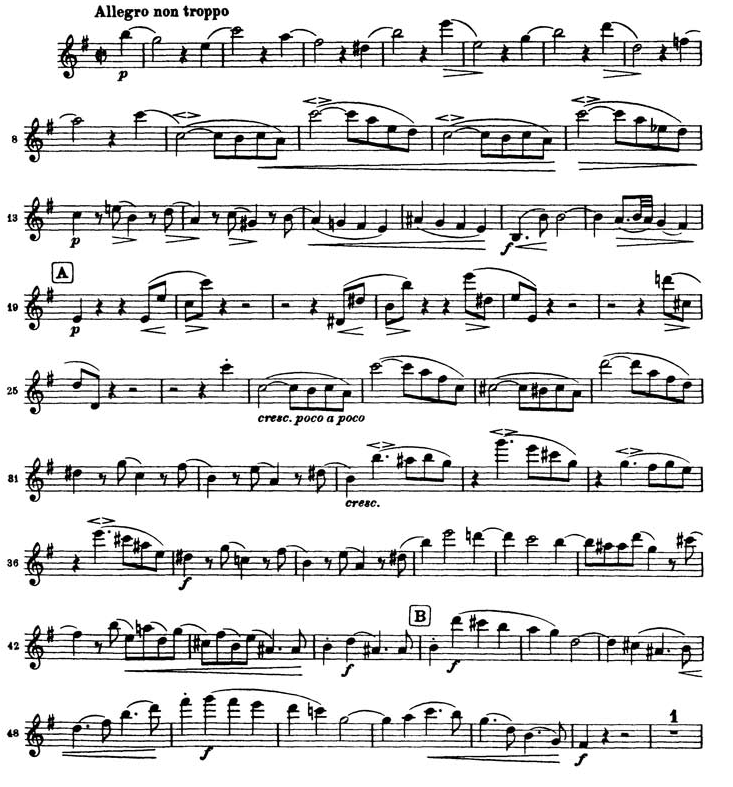 Allegro non troppo
p
8
13
p
f
A
19
p
25
cresc. poco a poco
31
cresc.
36
f
B
42
f
f
48
f
1
f